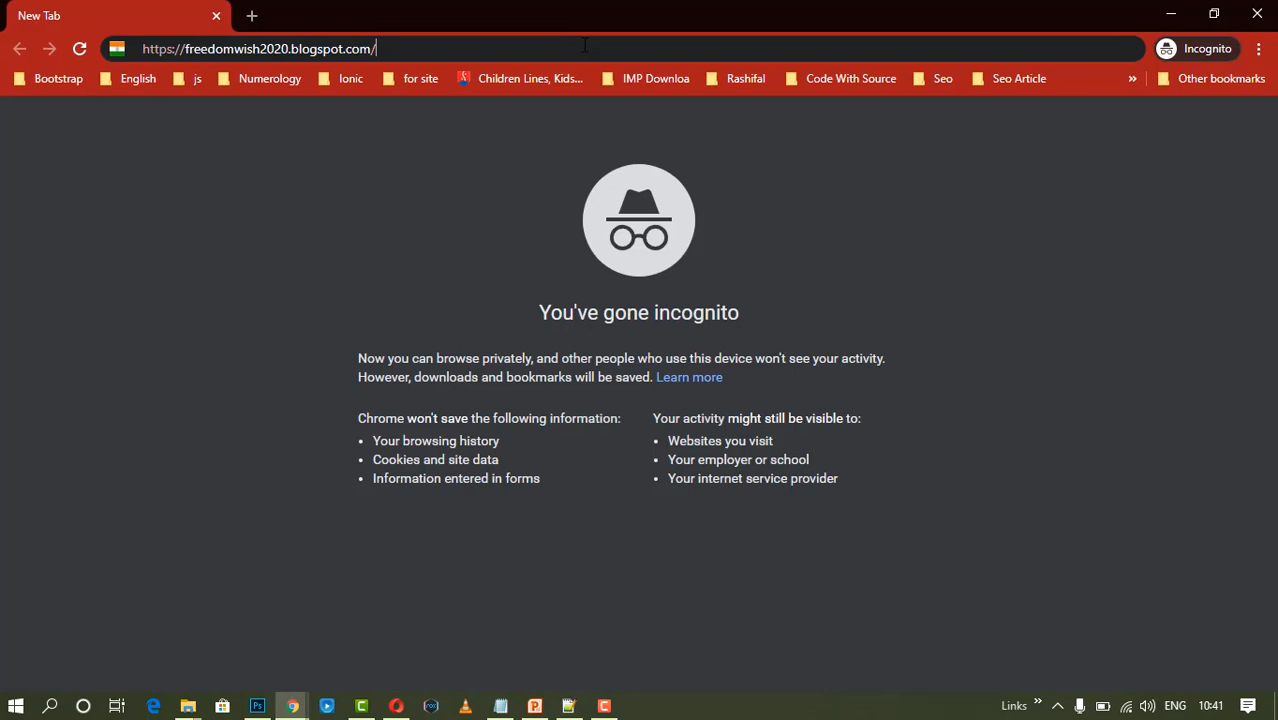 New Tab
https://freedomwish2020.blogspot.com/
Incognito
Bootstrap English js Numerology Ionic for site Children Lines, Kids... IMP Downloa Rashifal Code With Source Seo Seo Article » Other bookmarks
You've gone incognito
Now you can browse privately, and other people who use this device won't see your activity.
However, downloads and bookmarks will be saved. Learn more
Chrome won't save the following information:
• Your browsing history
• Cookies and site data
• Information entered in forms
Your activity might still be visible to:
• Websites you visit
• Your employer or school
• Your internet service provider
Links » ENG 10:41